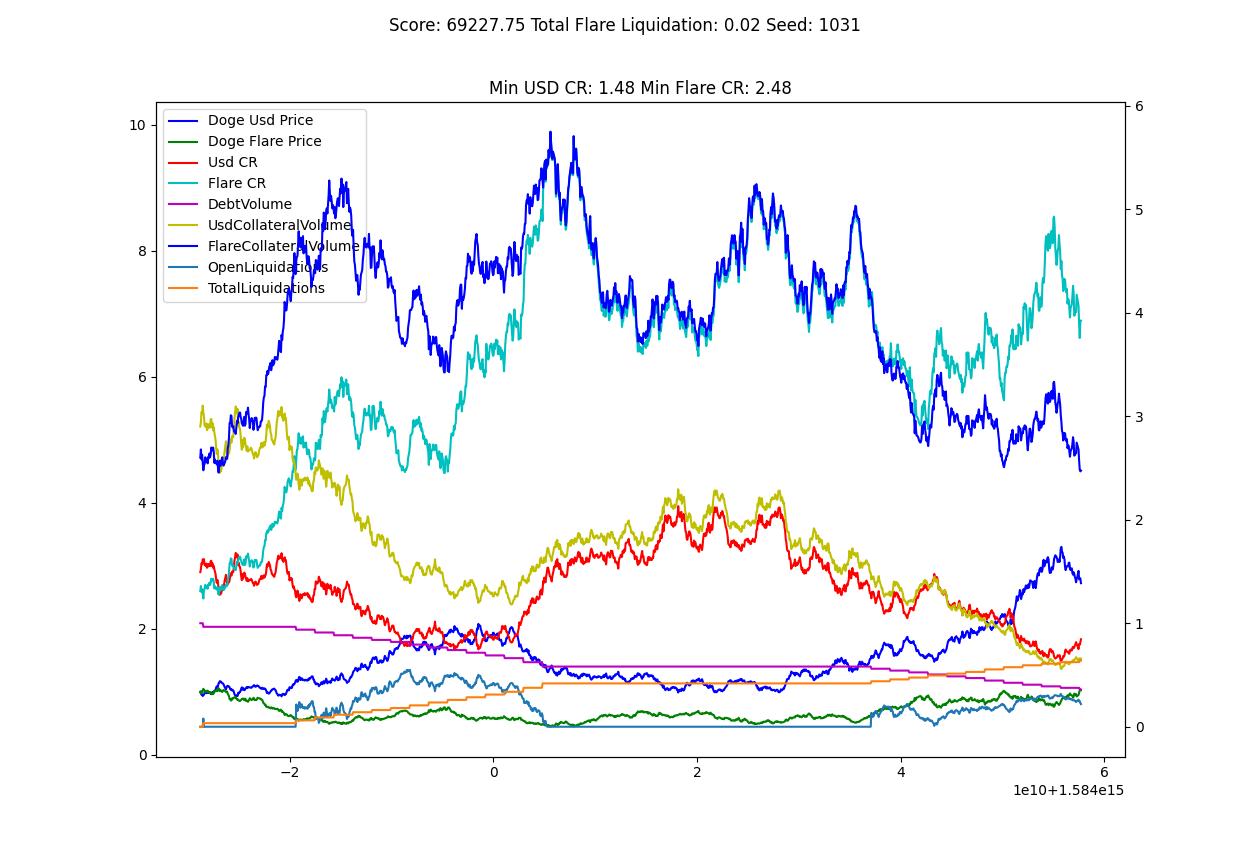 Score: 69227.75 Total Flare Liquidation: 0.02 Seed: 1031
Min USD CR: 1.48 Min Flare CR: 2.48
Doge Usd Price
Doge Flare Price
Usd CR
Flare CR
DebtVolume
UsdCollateralVolume
FlareCollateralVolume
OpenLiquidations
TotalLiquidations
10
8
6
4
2
0
6
5
4
3
2
1
0
−2 0 2 4 6
1e10+1.584e15